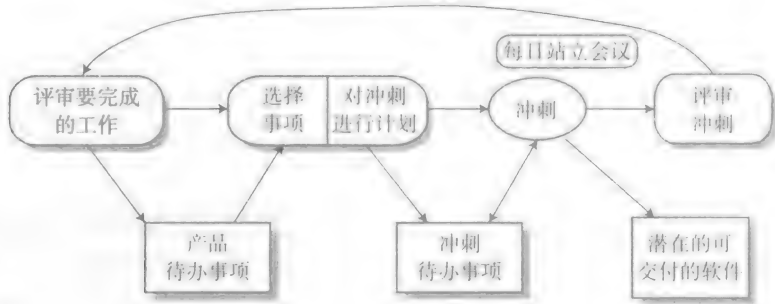 每日站立会议
评审要完成
的工作
选择
事项
对冲刺
进行计划
冲刺
评审
冲刺
产品
待办事项
冲刺
待办事项
潜在的可
交付的软件